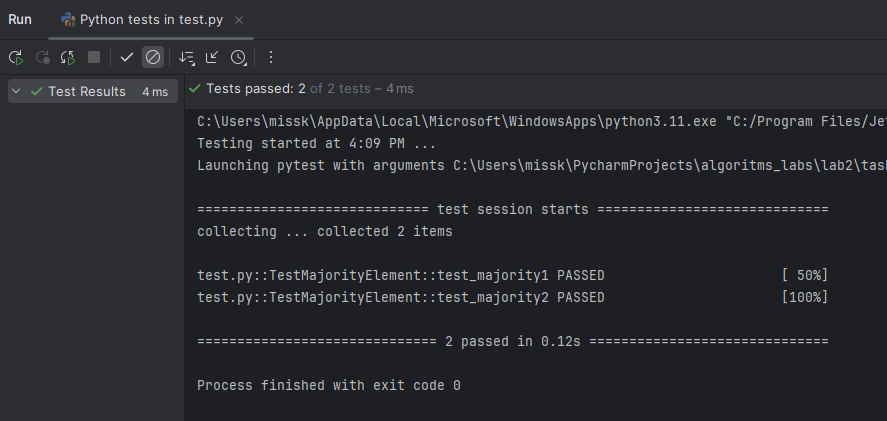 Run
Python tests in test.py
Test Results 4 ms
Tests passed: 2 of 2 tests – 4 ms
C:\Users\missk\AppData\Local\Microsoft\WindowsApps\python3.11.exe "C:/Program Files/Jet
Testing started at 4:09 PM ...
Launching pytest with arguments C:\Users\missk\PycharmProjects\algoritms_labs\lab2\task
============================= test session starts =============================
collecting ... collected 2 items
test.py::TestMajorityElement::test_majority1 PASSED [ 50%]
test.py::TestMajorityElement::test_majority2 PASSED [100%]
============================== 2 passed in 0.12s ==============================
Process finished with exit code 0